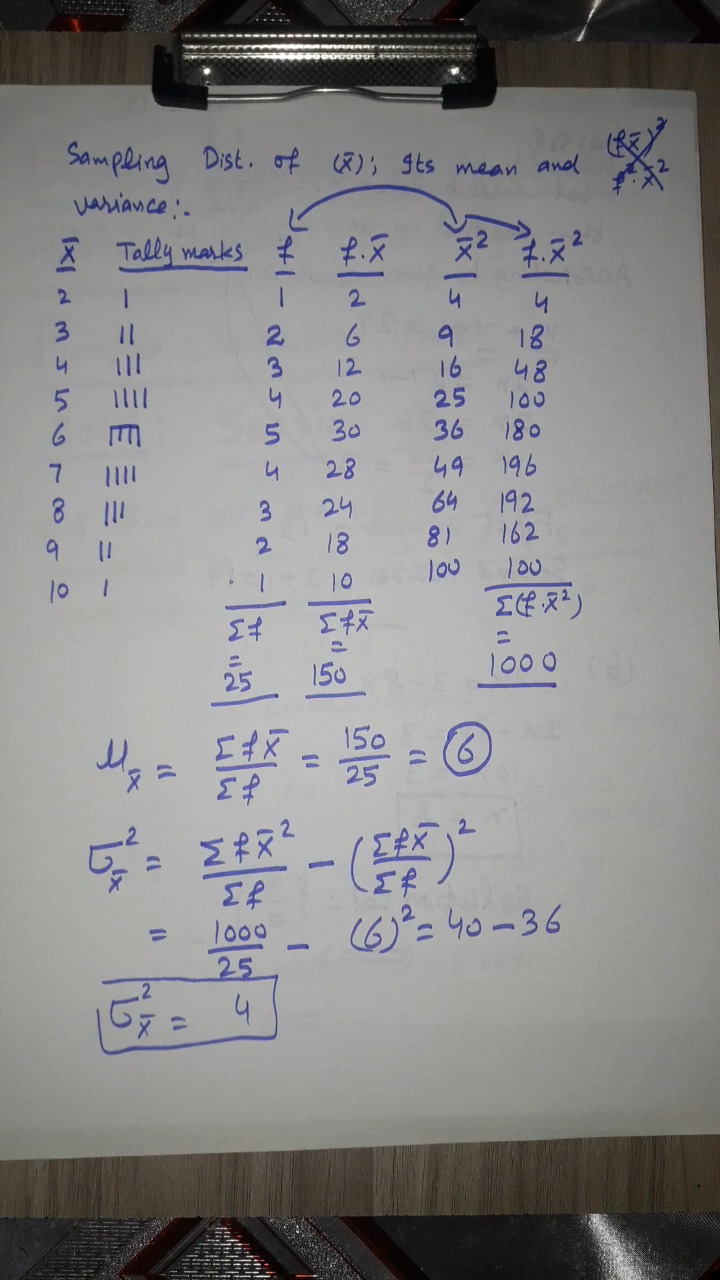 Sampling Dist. of (x̄); Its mean and (f x̄)²
variance:- f²·x̄²
x̄ Tally marks f f.x̄ x̄² f.x̄²
2 | 1 2 4 4
3 || 2 6 9 18
4 ||| 3 12 16 48
5 |||| 4 20 25 100
6 |||| 5 30 36 180
7 |||| 4 28 49 196
8 ||| 3 24 64 192
9 || 2 18 81 162
10 | 1 10 100 100
Σf Σfx̄ Σ(f.x̄²)
= = =
25 150 1000
μx̄ = Σfx̄/Σf = 150/25 = 6
σ²x̄ = Σfx̄²/Σf - (Σfx̄/Σf)²
= 1000/25 - (6)² = 40 - 36
σ²x̄ = 4